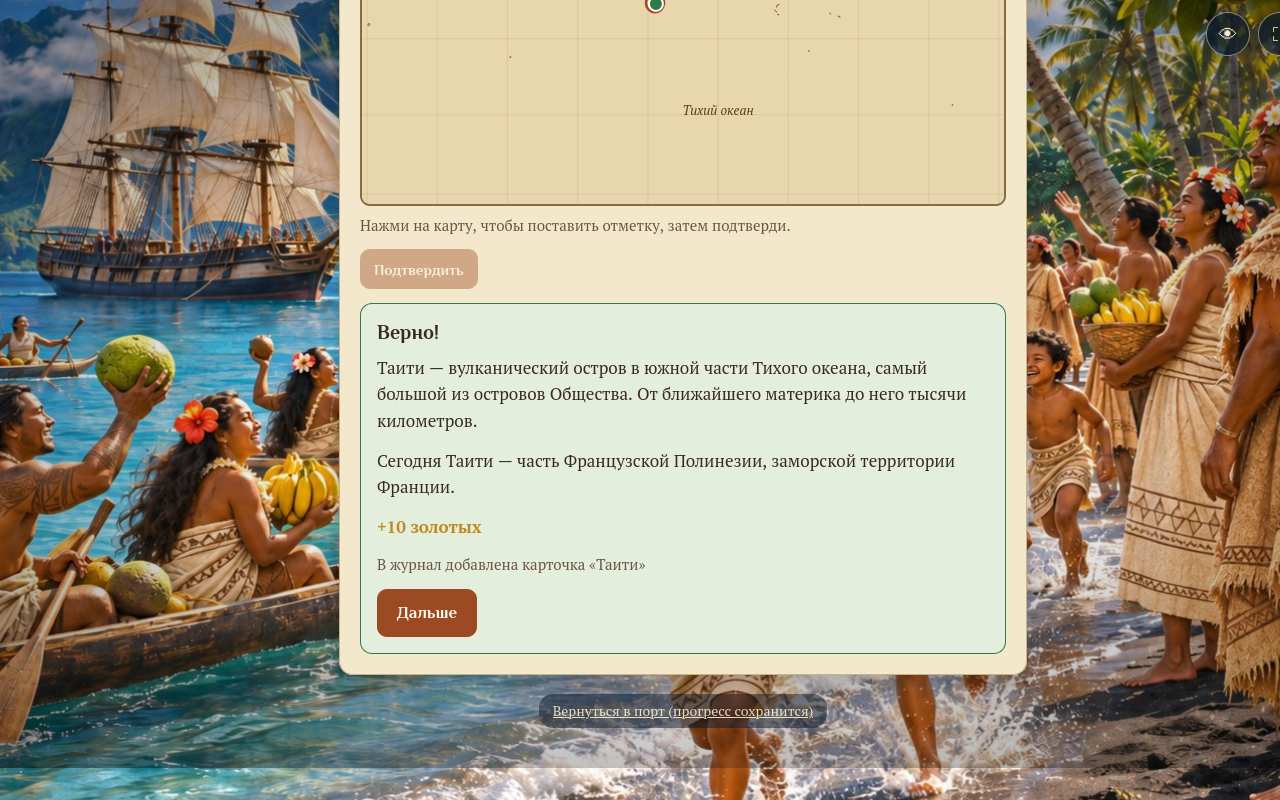 Тихий океан
Нажми на карту, чтобы поставить отметку, затем подтверди.
Подтвердить
Верно!
Таити — вулканический остров в южной части Тихого океана, самый
большой из островов Общества. От ближайшего материка до него тысячи
километров.
Сегодня Таити — часть Французской Полинезии, заморской территории
Франции.
+10 золотых
В журнал добавлена карточка «Таити»
Дальше
Вернуться в порт (прогресс сохранится)